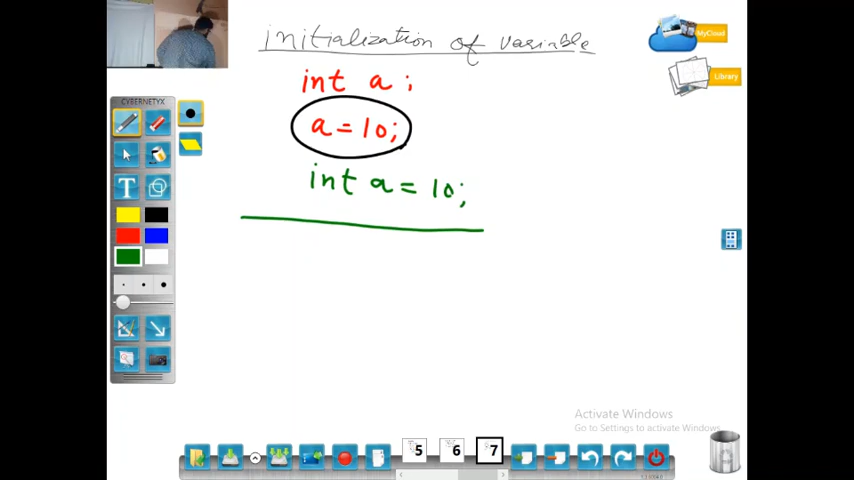 initialization of variable
MyCloud
Library
int a ;
CYBERNETYX
a = 10;
int a = 10;
T
Activate Windows
Go to Settings to activate Windows.
5
6
7